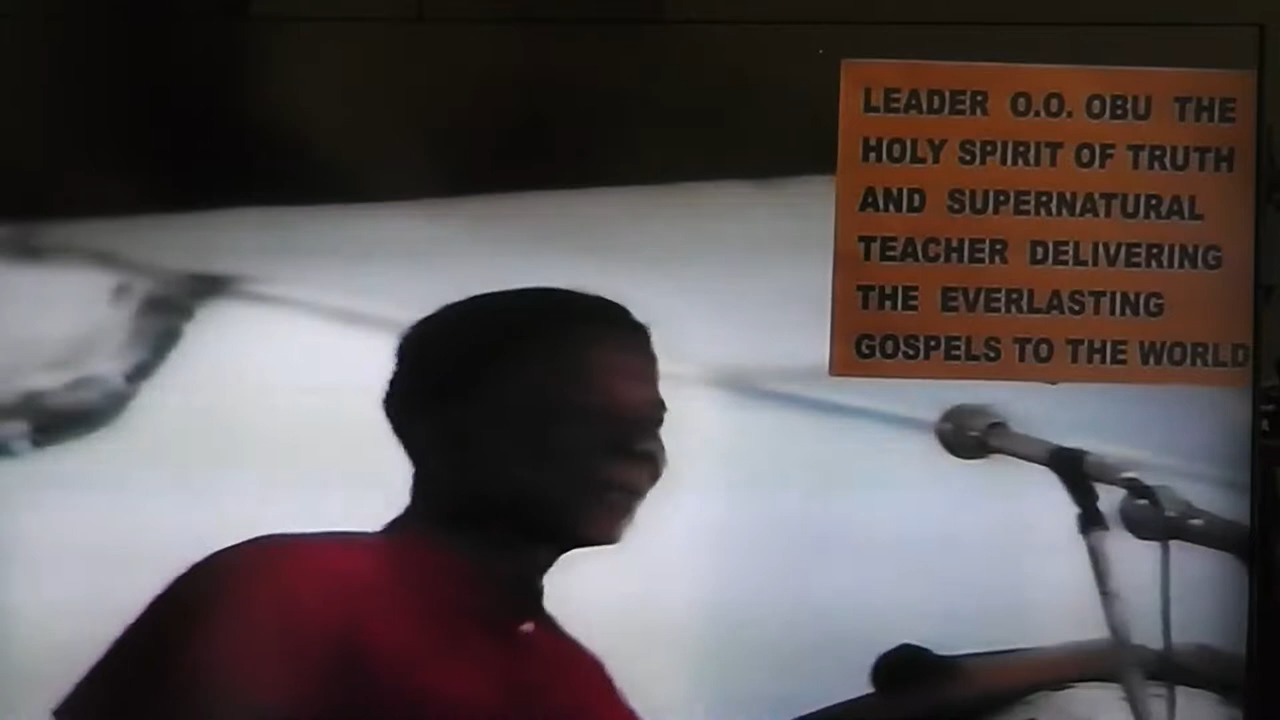 LEADER O.O. OBU THE
HOLY SPIRIT OF TRUTH
AND SUPERNATURAL
TEACHER DELIVERING
THE EVERLASTING
GOSPELS TO THE WORLD